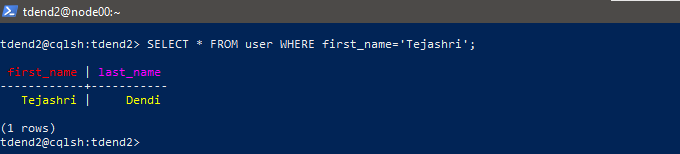 tdend2@node00:~
tdend2@cqlsh:tdend2> SELECT * FROM user WHERE first_name='Tejashri';
first_name | last_name
------------+-----------
Tejashri | Dendi
(1 rows)
tdend2@cqlsh:tdend2>